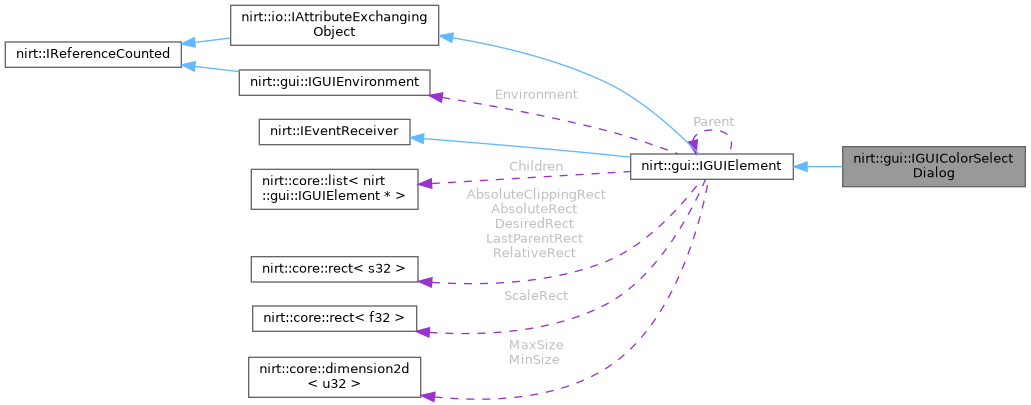 nirt::io::IAttributeExchanging
Object
nirt::IReferenceCounted
nirt::gui::IGUIEnvironment
Environment
nirt::IEventReceiver
Parent
nirt::gui::IGUIElement
nirt::gui::IGUIColorSelect
Dialog
Children
nirt::core::list< nirt
::gui::IGUIElement * >
AbsoluteClippingRect
AbsoluteRect
DesiredRect
LastParentRect
RelativeRect
nirt::core::rect< s32 >
ScaleRect
nirt::core::rect< f32 >
MaxSize
MinSize
nirt::core::dimension2d
< u32 >